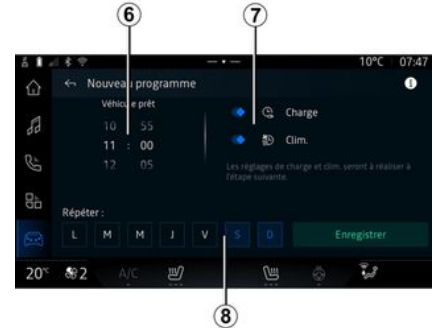 6 7
10°C 07:47
Nouveau programme
Véhicule prêt
10 55
11 : 00
12 05
Charge
Clim.
Les réglages de charge et clim. seront à réaliser à
l'étape suivante.
Répéter :
L M M J V S D
Enregistrer
20°C 2 A/C
8